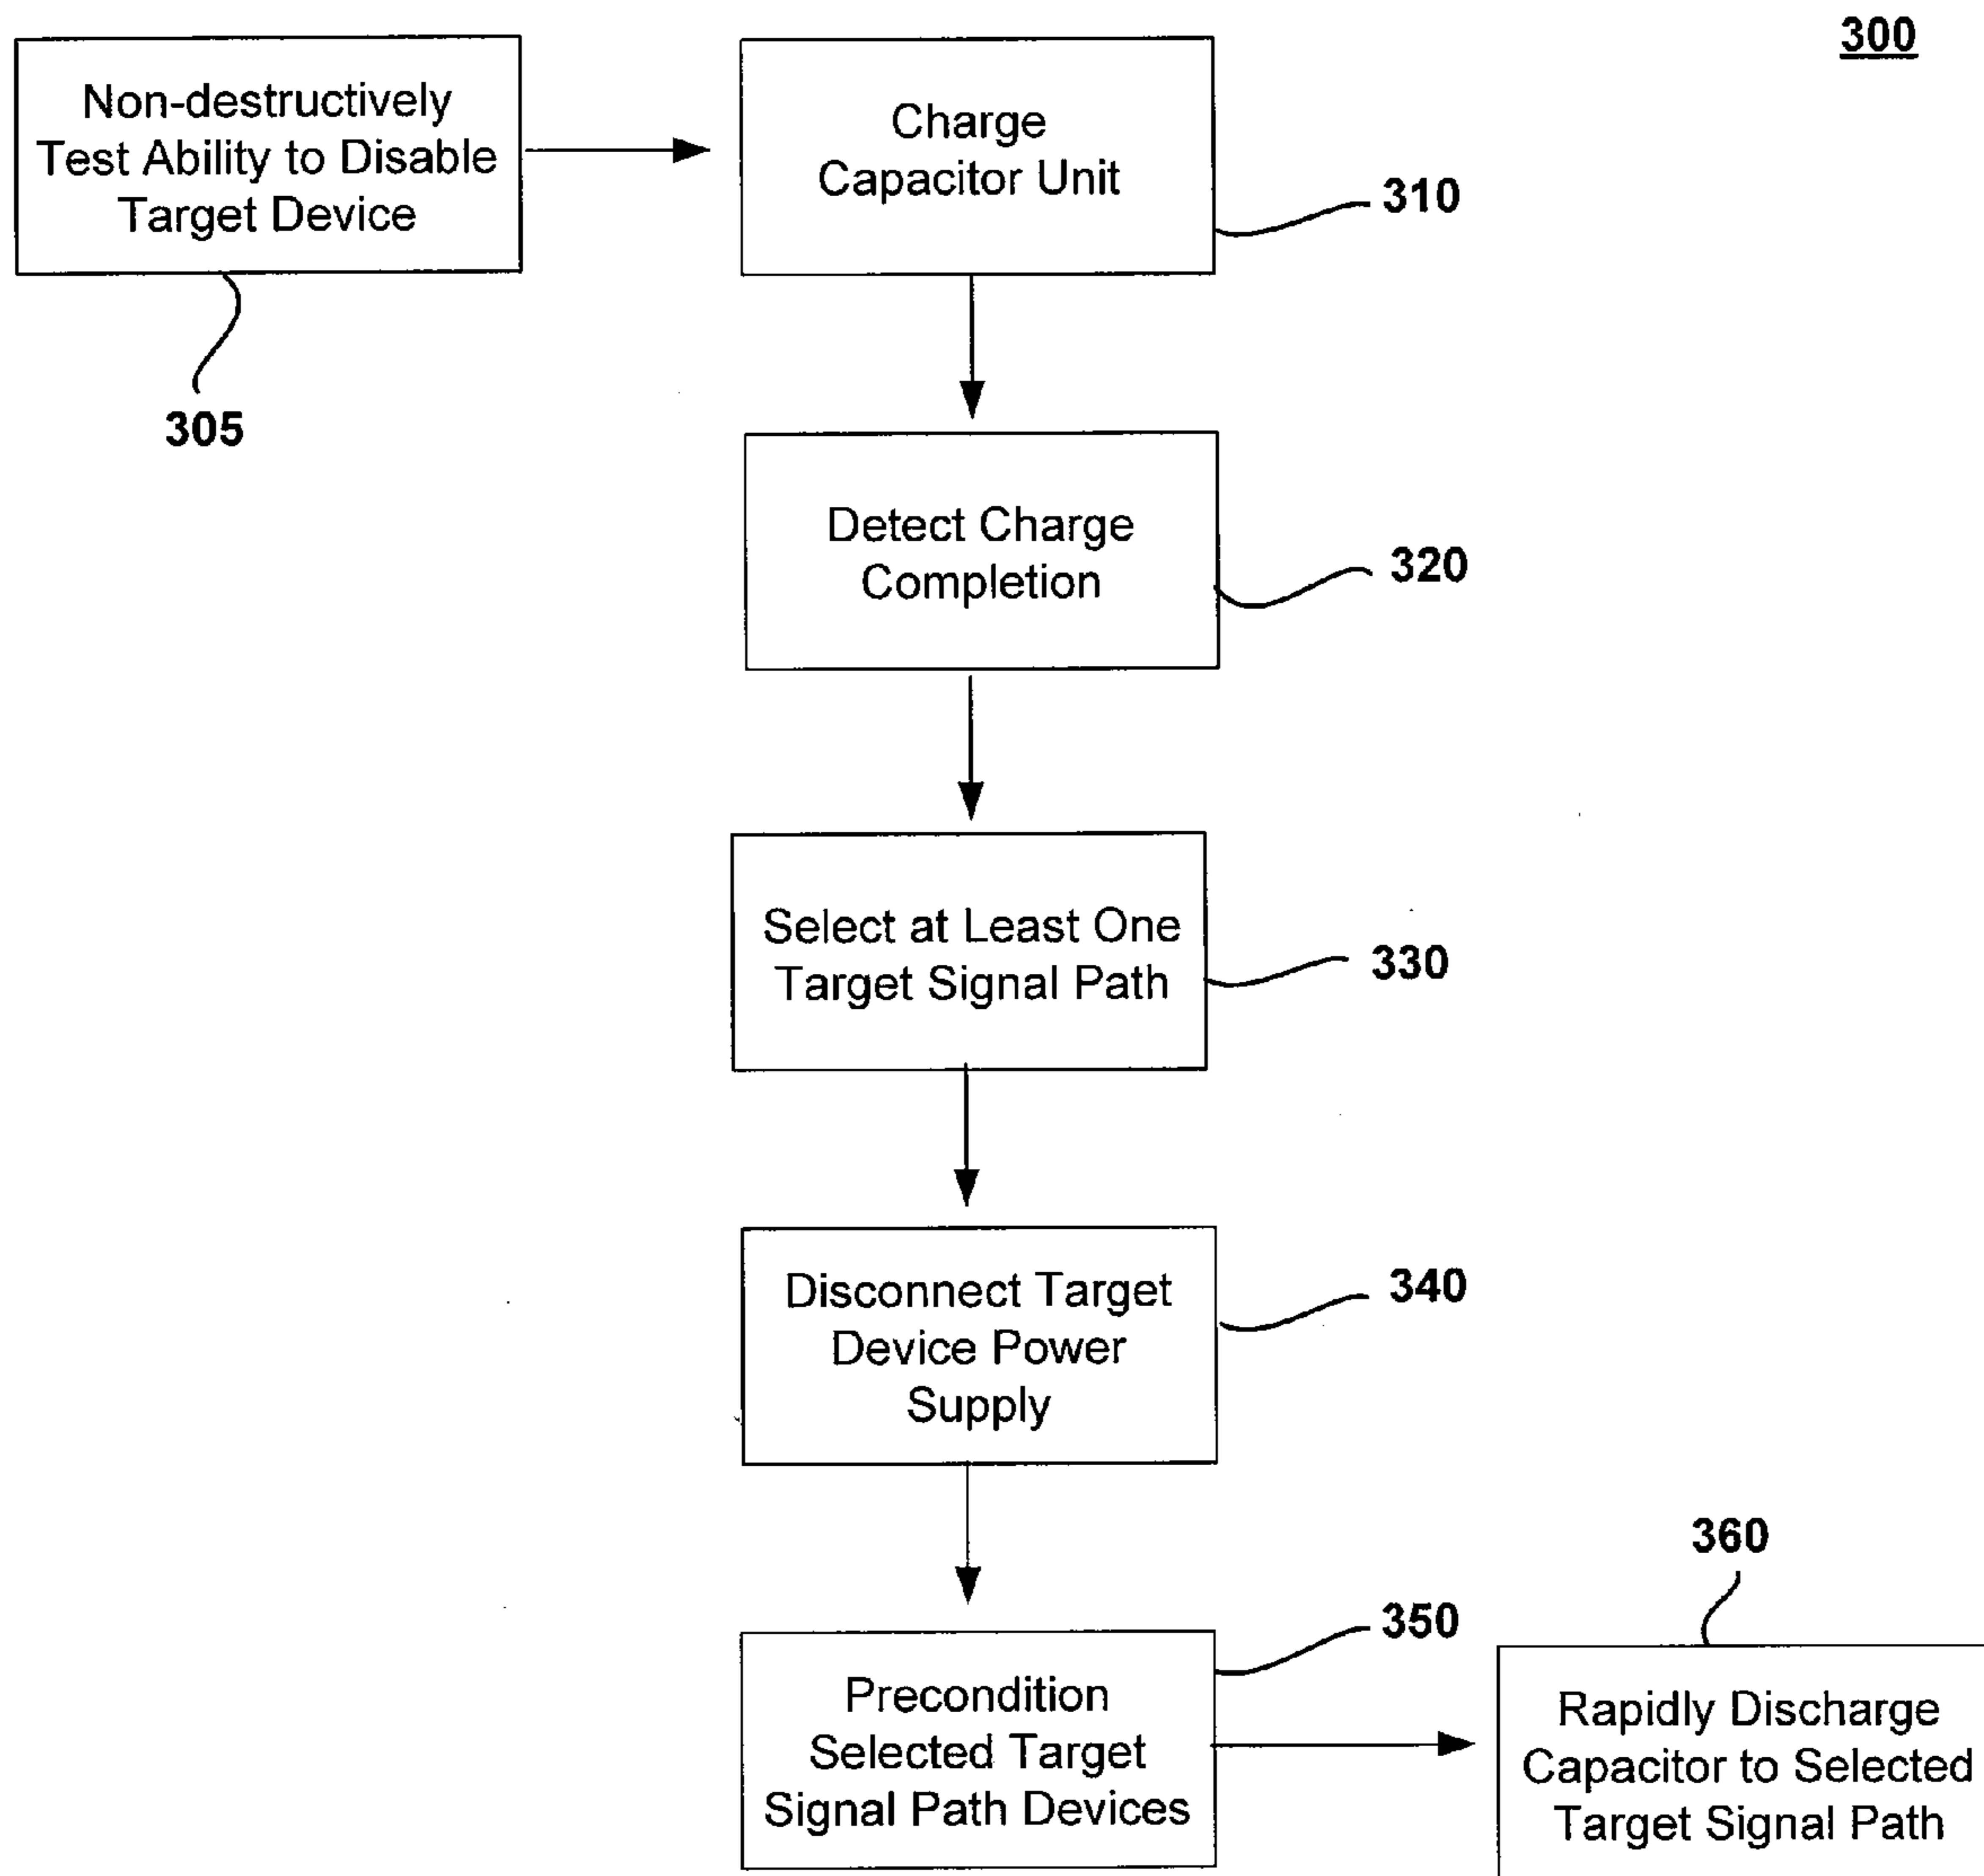 300
Non-destructively
Test Ability to Disable
Target Device
305
Charge
Capacitor Unit
310
Detect Charge
Completion
320
Select at Least One
Target Signal Path
330
Disconnect Target
Device Power
Supply
340
Precondition
Selected Target
Signal Path Devices
350
360
Rapidly Discharge
Capacitor to Selected
Target Signal Path